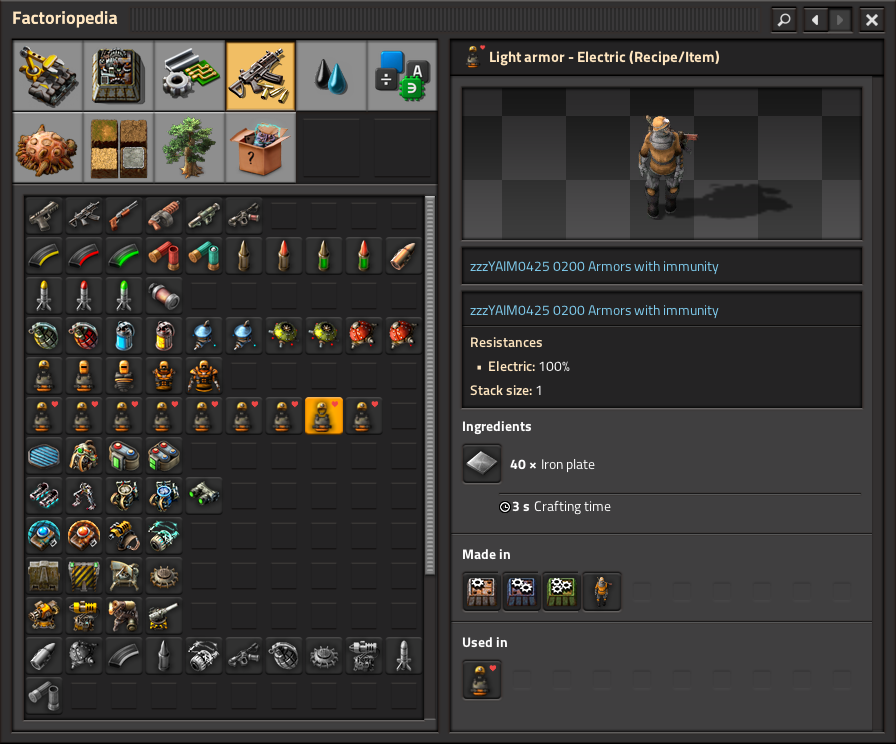 Factoriopedia
Light armor - Electric (Recipe/Item)
zzzYAIM0425 0200 Armors with immunity
zzzYAIM0425 0200 Armors with immunity
Resistances
• Electric: 100%
Stack size: 1
Ingredients
40 × Iron plate
3 s Crafting time
Made in
Used in